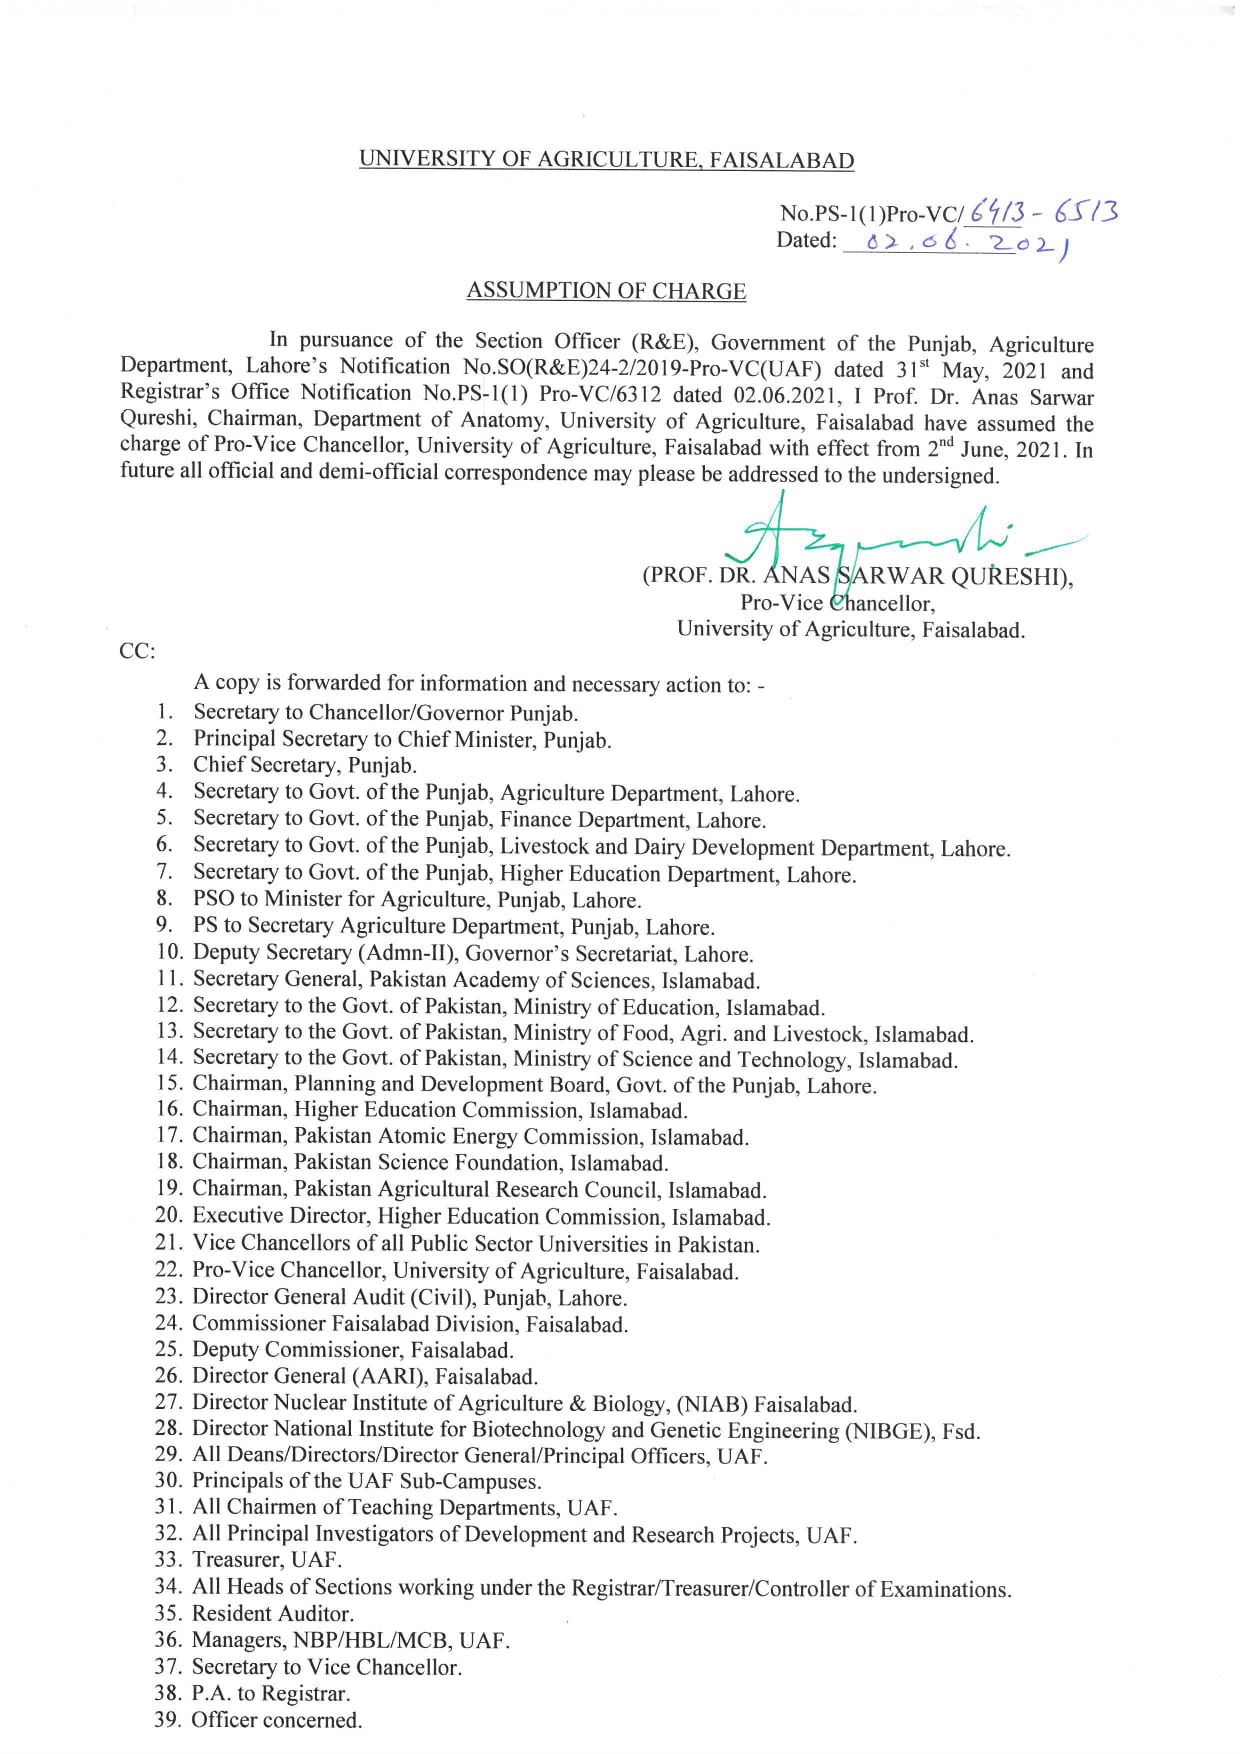 UNIVERSITY OF AGRICULTURE, FAISALABAD
No.PS-1(1)Pro-VC/ 6413 - 6513
Dated: 02.06.2021
ASSUMPTION OF CHARGE
In pursuance of the Section Officer (R&E), Government of the Punjab, Agriculture
Department, Lahore's Notification No.SO(R&E)24-2/2019-Pro-VC(UAF) dated 31st May, 2021 and
Registrar's Office Notification No.PS-1(1) Pro-VC/6312 dated 02.06.2021, I Prof. Dr. Anas Sarwar
Qureshi, Chairman, Department of Anatomy, University of Agriculture, Faisalabad have assumed the
charge of Pro-Vice Chancellor, University of Agriculture, Faisalabad with effect from 2nd June, 2021. In
future all official and demi-official correspondence may please be addressed to the undersigned.
(PROF. DR. ANAS SARWAR QURESHI),
Pro-Vice Chancellor,
University of Agriculture, Faisalabad.
CC:
A copy is forwarded for information and necessary action to: -
1. Secretary to Chancellor/Governor Punjab.
2. Principal Secretary to Chief Minister, Punjab.
3. Chief Secretary, Punjab.
4. Secretary to Govt. of the Punjab, Agriculture Department, Lahore.
5. Secretary to Govt. of the Punjab, Finance Department, Lahore.
6. Secretary to Govt. of the Punjab, Livestock and Dairy Development Department, Lahore.
7. Secretary to Govt. of the Punjab, Higher Education Department, Lahore.
8. PSO to Minister for Agriculture, Punjab, Lahore.
9. PS to Secretary Agriculture Department, Punjab, Lahore.
10. Deputy Secretary (Admn-II), Governor's Secretariat, Lahore.
11. Secretary General, Pakistan Academy of Sciences, Islamabad.
12. Secretary to the Govt. of Pakistan, Ministry of Education, Islamabad.
13. Secretary to the Govt. of Pakistan, Ministry of Food, Agri. and Livestock, Islamabad.
14. Secretary to the Govt. of Pakistan, Ministry of Science and Technology, Islamabad.
15. Chairman, Planning and Development Board, Govt. of the Punjab, Lahore.
16. Chairman, Higher Education Commission, Islamabad.
17. Chairman, Pakistan Atomic Energy Commission, Islamabad.
18. Chairman, Pakistan Science Foundation, Islamabad.
19. Chairman, Pakistan Agricultural Research Council, Islamabad.
20. Executive Director, Higher Education Commission, Islamabad.
21. Vice Chancellors of all Public Sector Universities in Pakistan.
22. Pro-Vice Chancellor, University of Agriculture, Faisalabad.
23. Director General Audit (Civil), Punjab, Lahore.
24. Commissioner Faisalabad Division, Faisalabad.
25. Deputy Commissioner, Faisalabad.
26. Director General (AARI), Faisalabad.
27. Director Nuclear Institute of Agriculture & Biology, (NIAB) Faisalabad.
28. Director National Institute for Biotechnology and Genetic Engineering (NIBGE), Fsd.
29. All Deans/Directors/Director General/Principal Officers, UAF.
30. Principals of the UAF Sub-Campuses.
31. All Chairmen of Teaching Departments, UAF.
32. All Principal Investigators of Development and Research Projects, UAF.
33. Treasurer, UAF.
34. All Heads of Sections working under the Registrar/Treasurer/Controller of Examinations.
35. Resident Auditor.
36. Managers, NBP/HBL/MCB, UAF.
37. Secretary to Vice Chancellor.
38. P.A. to Registrar.
39. Officer concerned.